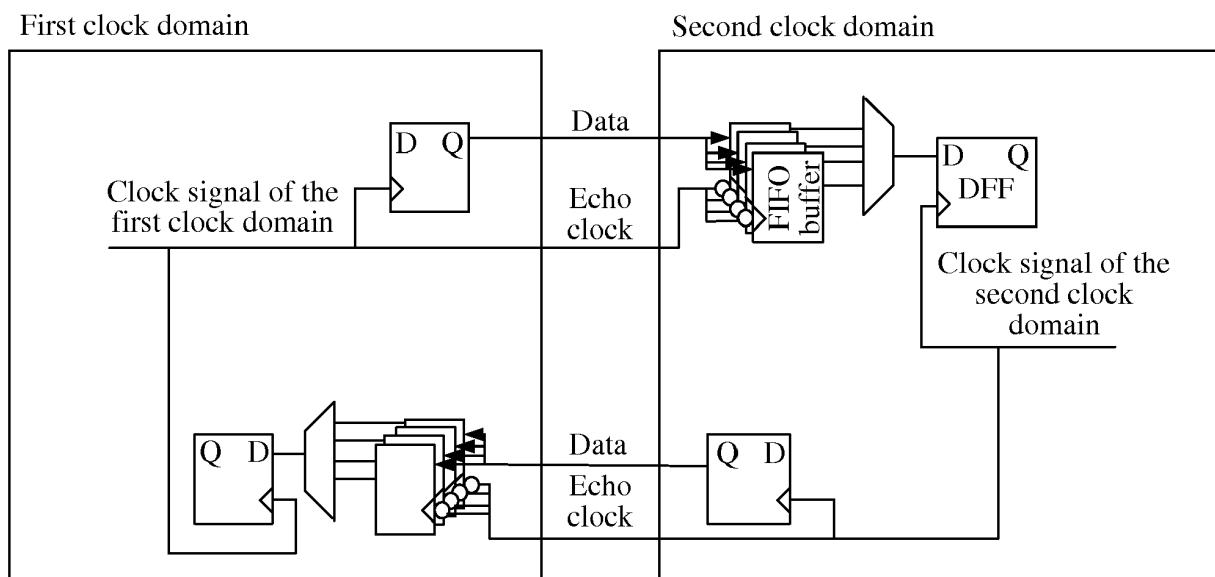 First clock domain
Second clock domain
Data
D Q
D Q
DFF
FIFO
buffer
Clock signal of the
first clock domain
Echo
clock
Clock signal of the
second clock
domain
Q D
Data
Q D
Echo
clock